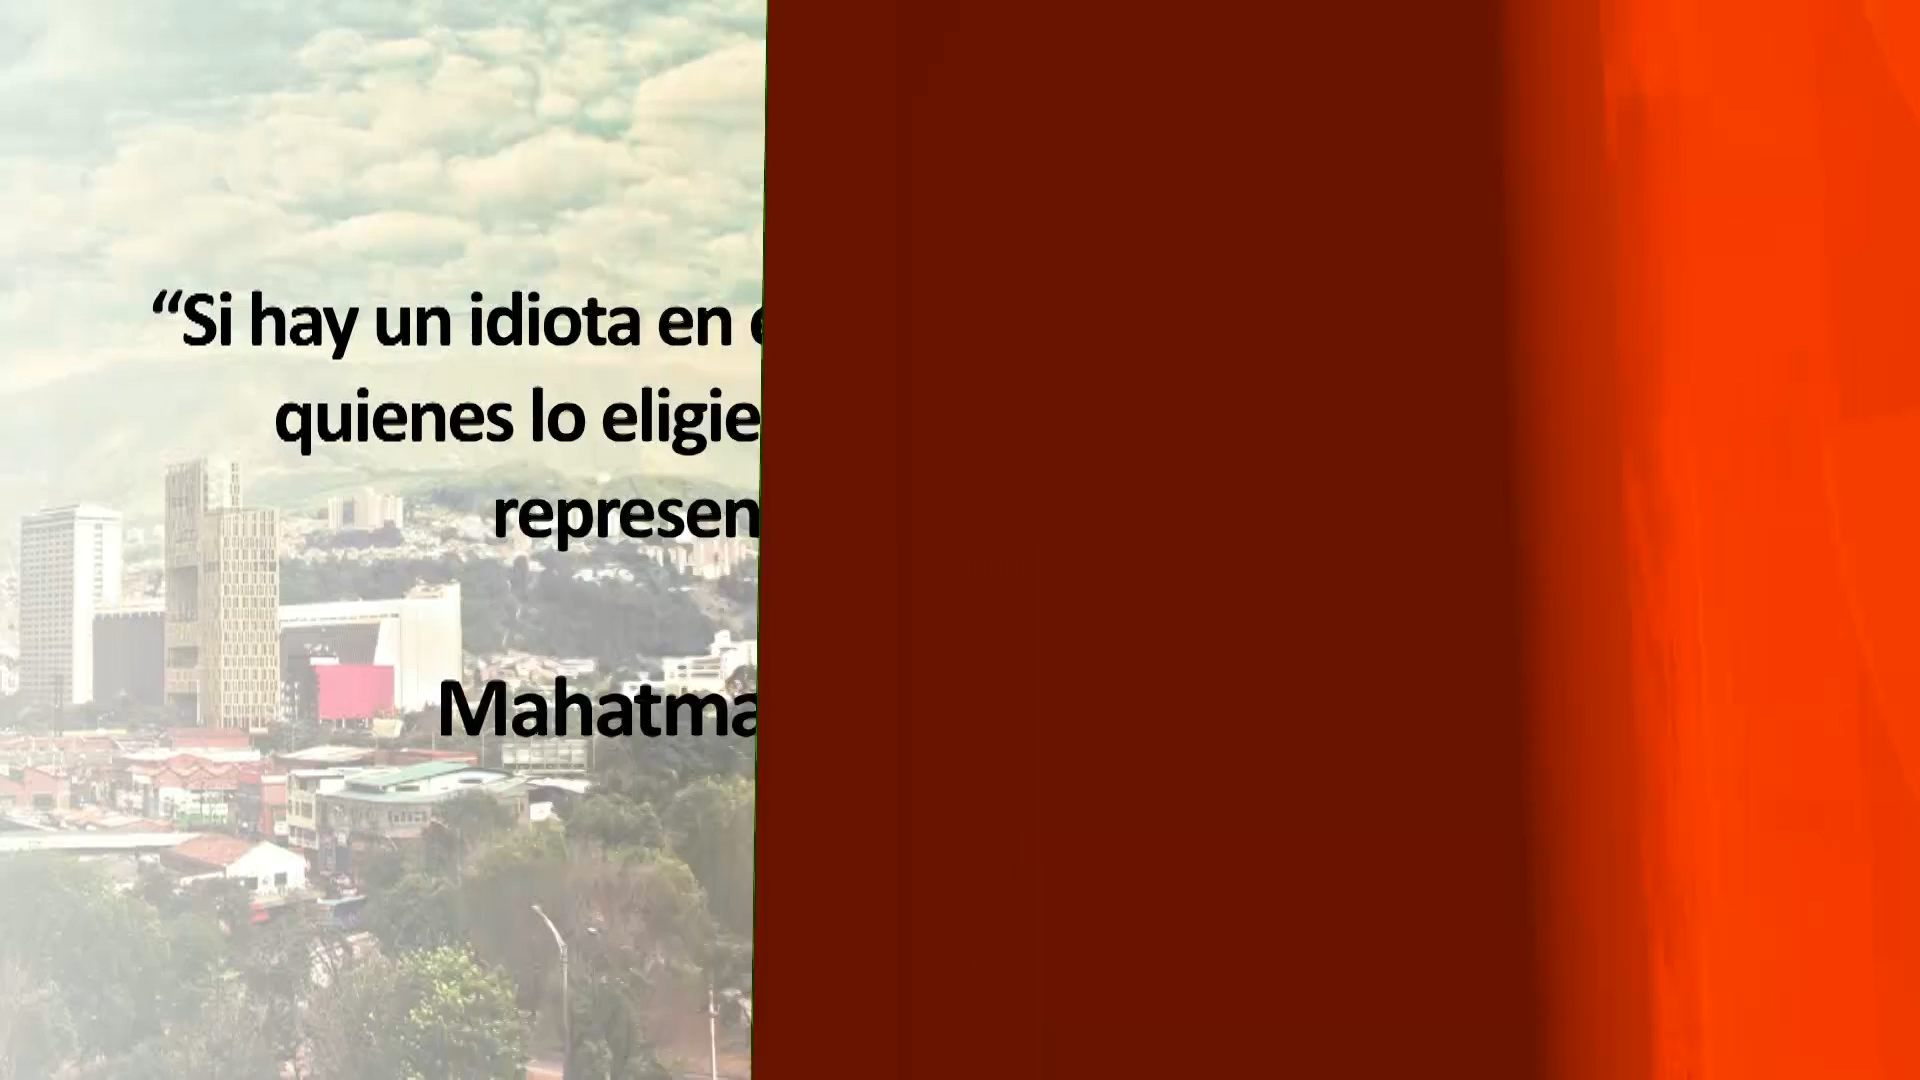 “Si hay un idiota en
quienes lo eligie
represen
Mahatma